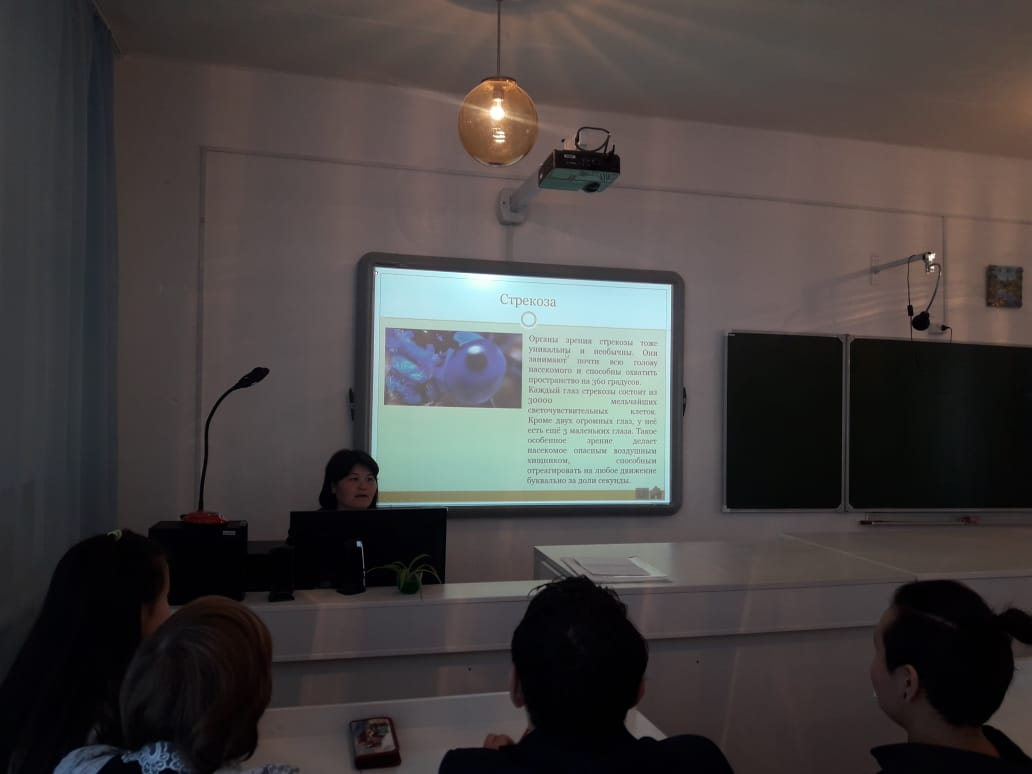 Стрекоза
Органы зрения стрекозы тоже
уникальны и необычны. Они
занимают почти всю голову
насекомого и способны охватить
пространство на 360 градусов.
Каждый глаз стрекозы состоит из
30000 мельчайших
светочувствительных клеток.
Кроме двух огромных глаз, у неё
есть ещё 3 маленьких глаза. Такое
особенное зрение делает
насекомое опасным воздушным
хищником, способным
отреагировать на любое движение
буквально за доли секунды.